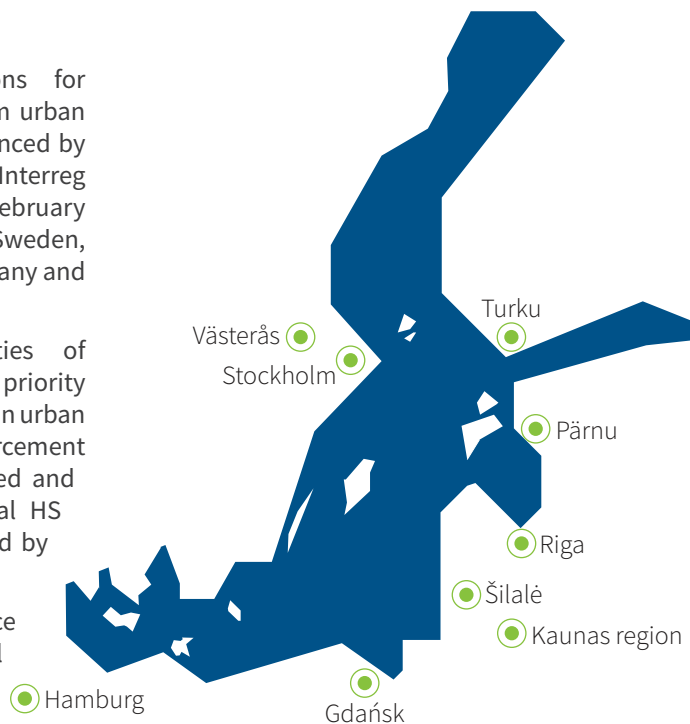 ons for
n urban
nced by
Interreg
ebruary
Sweden,
any and
ties of
priority
n urban
rcement
ed and
al HS
d by
ce
l
Turku
Västerås
Stockholm
Pärnu
Riga
Šilalė
Kaunas region
Hamburg
Gdańsk